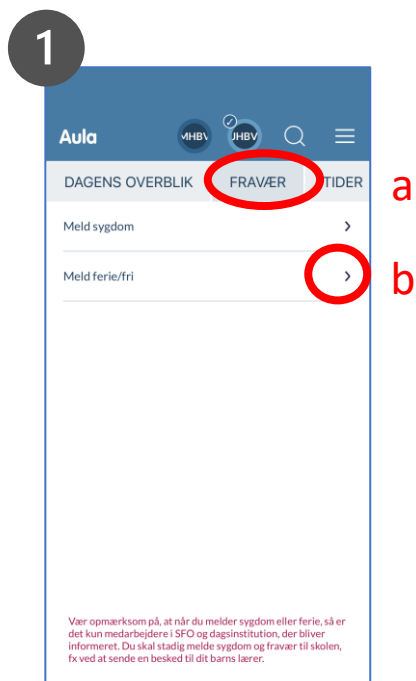 1
Aula
JHBV
DAGENS OVERBLIK FRAVÆR TIDER
a
Meld sygdom
Meld ferie/fri
b
Vær opmærksom på, at når du melder sygdom eller ferie, så er
det kun medarbejdere i SFO og dagsinstitution, der bliver
informeret. Du skal stadig melde sygdom og fravær til skolen,
fx ved at sende en besked til dit barns lærer.